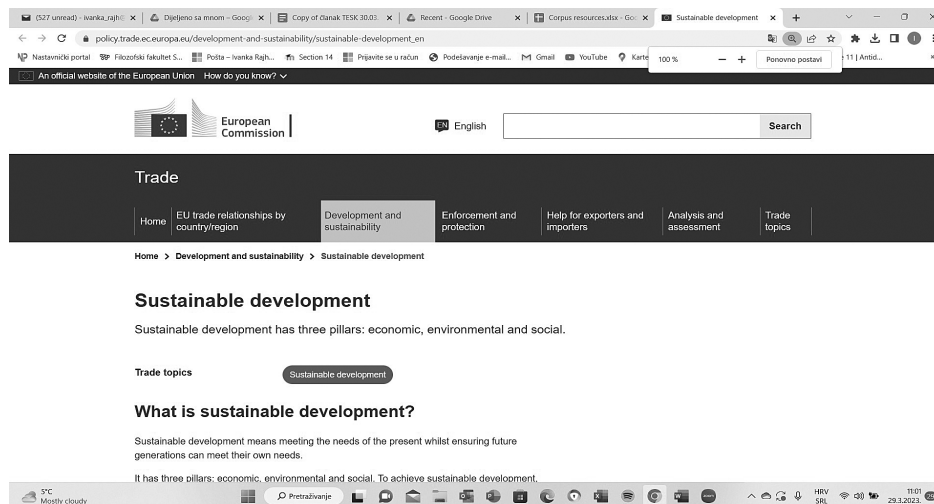 (527 unread) - ivanka_rajh@
Dijeljeno sa mnom – Googl
Copy of članak TESK 30.03.
Recent - Google Drive
Corpus resources.xlsx - Goo
Sustainable development
policy.trade.ec.europa.eu/development-and-sustainability/sustainable-development_en
Nastavnički portal
Filozofski fakultet S...
Pošta – Ivanka Rajh...
Section 14
Prijavite se u račun
Podešavanje e-mail...
Gmail
YouTube
Karte
11 | Antid...
100 %
Ponovno postavi
An official website of the European Union How do you know?
European
Commission
EN English
Search
Trade
Home
EU trade relationships by
country/region
Development and
sustainability
Enforcement and
protection
Help for exporters and
importers
Analysis and
assessment
Trade
topics
Home > Development and sustainability > Sustainable development
Sustainable development
Sustainable development has three pillars: economic, environmental and social.
Trade topics
Sustainable development
What is sustainable development?
Sustainable development means meeting the needs of the present whilst ensuring future
generations can meet their own needs.
It has three pillars: economic, environmental and social. To achieve sustainable development,
5°C
Mostly cloudy
Pretraživanje
HRV
SRL
11:01
29.3.2023.